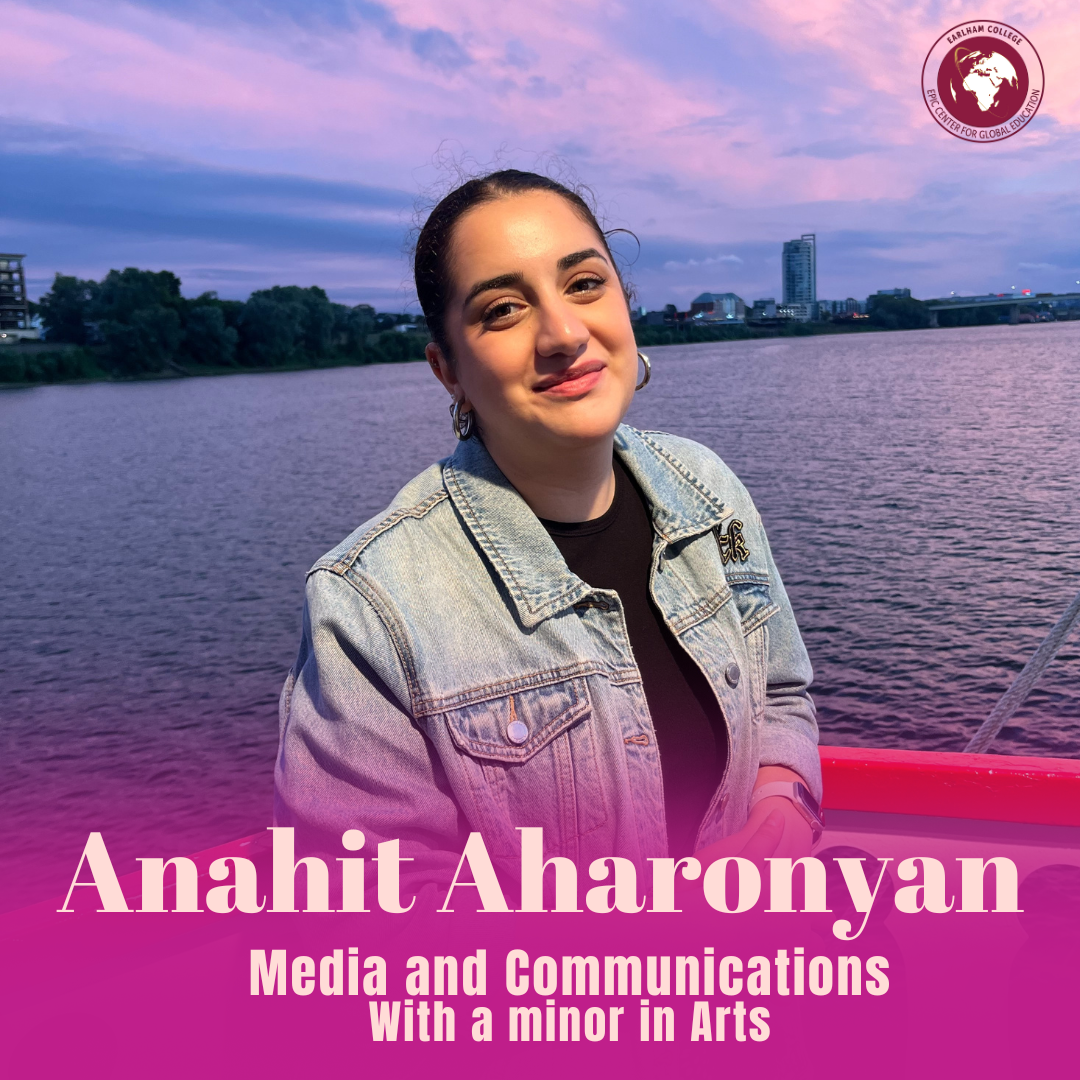 EARLHAM COLLEGE
EPIC CENTER FOR GLOBAL EDUCATION
Anahit Aharonyan
Media and Communications
With a minor in Arts